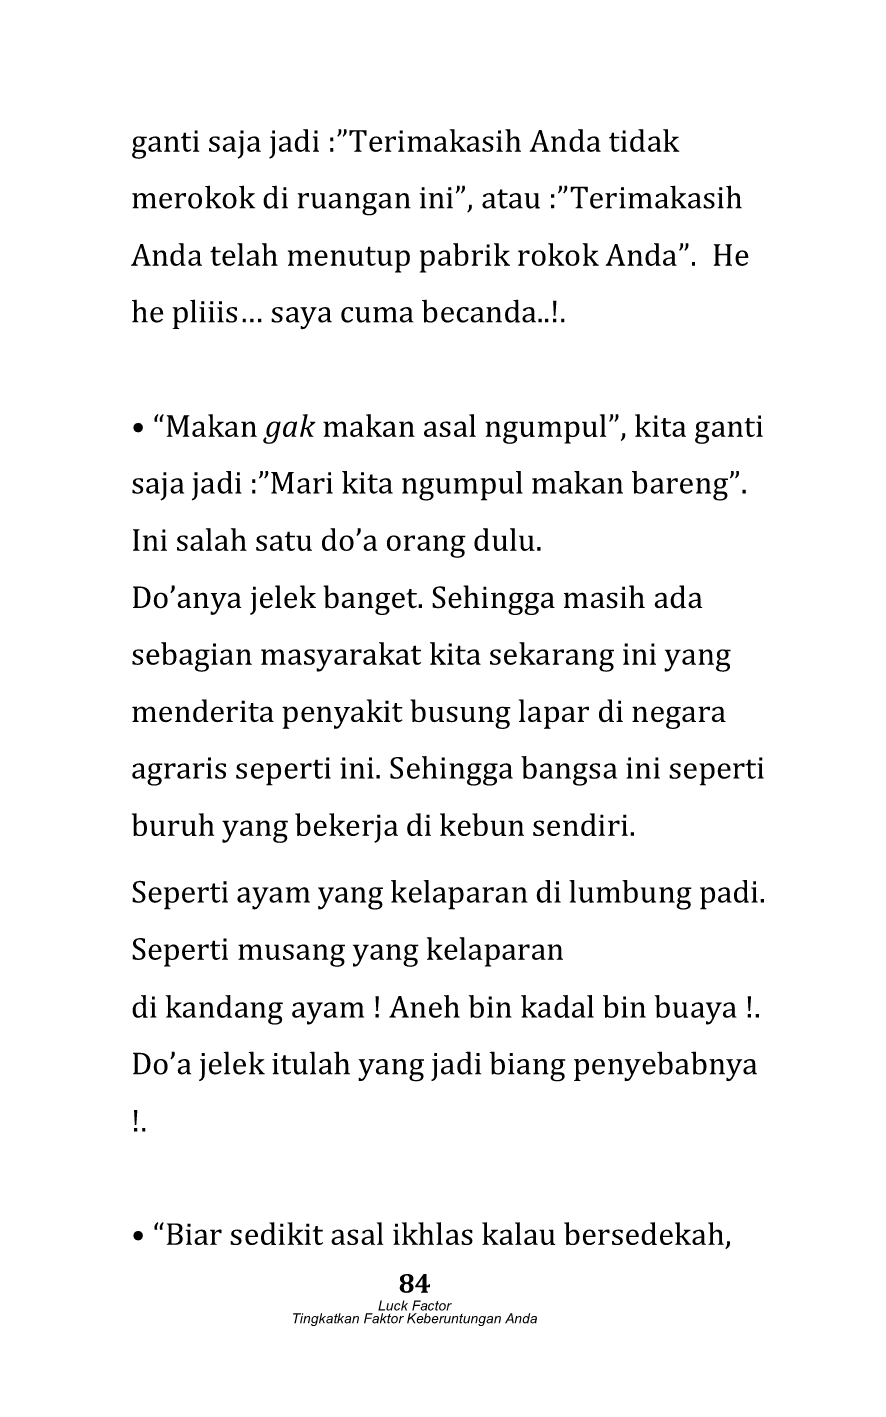 ganti saja jadi :”Terimakasih Anda tidak
merokok di ruangan ini”, atau :”Terimakasih
Anda telah menutup pabrik rokok Anda”.  He
he pliiis… saya cuma becanda..!.
• “Makan gak makan asal ngumpul”, kita ganti
saja jadi :”Mari kita ngumpul makan bareng”.
Ini salah satu do’a orang dulu.
Do’anya jelek banget. Sehingga masih ada
sebagian masyarakat kita sekarang ini yang
menderita penyakit busung lapar di negara
agraris seperti ini. Sehingga bangsa ini seperti
buruh yang bekerja di kebun sendiri.
Seperti ayam yang kelaparan di lumbung padi.
Seperti musang yang kelaparan
di kandang ayam ! Aneh bin kadal bin buaya !.
Do’a jelek itulah yang jadi biang penyebabnya
!.
• “Biar sedikit asal ikhlas kalau bersedekah,
84
Luck Factor
Tingkatkan Faktor Keberuntungan Anda